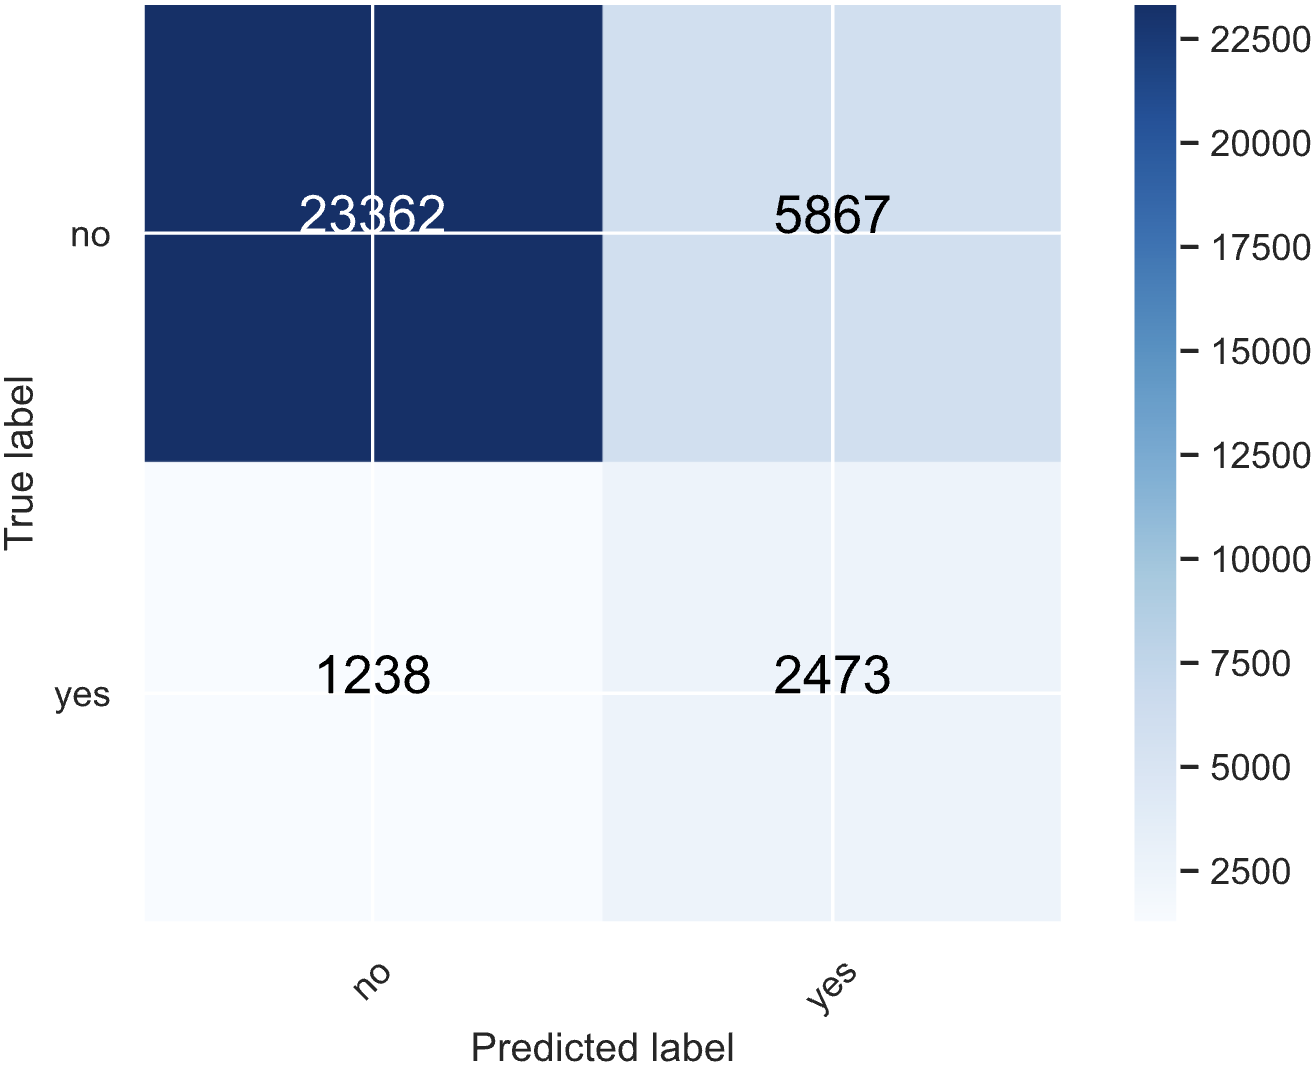 True label
no
yes
23362
5867
1238
2473
no
yes
Predicted label
22500
20000
17500
15000
12500
10000
7500
5000
2500